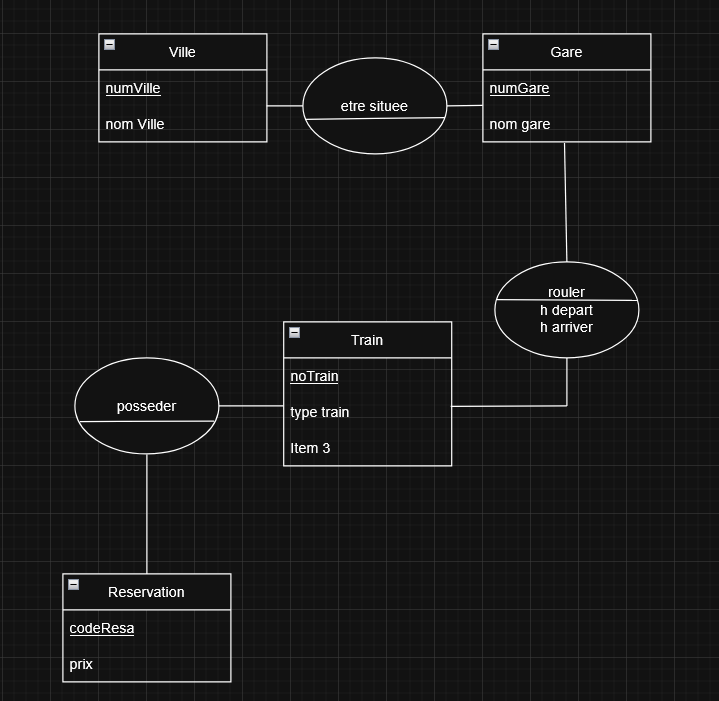 Ville
numVille
nom Ville
etre situee
Gare
numGare
nom gare
rouler
h depart
h arriver
Train
noTrain
type train
Item 3
posseder
Reservation
codeResa
prix